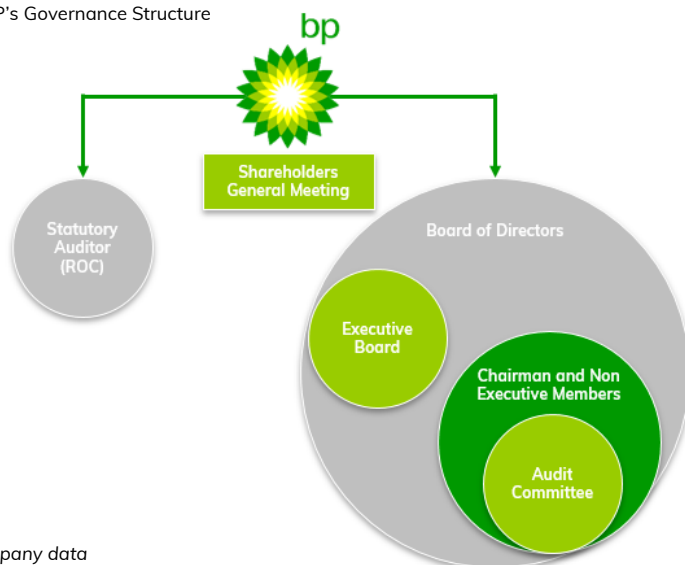 P's Governance Structure
bp
Shareholders
General Meeting
Statutory
Auditor
(ROC)
Board of Directors
Executive
Board
Chairman and Non
Executive Members
Audit
Committee
pany data